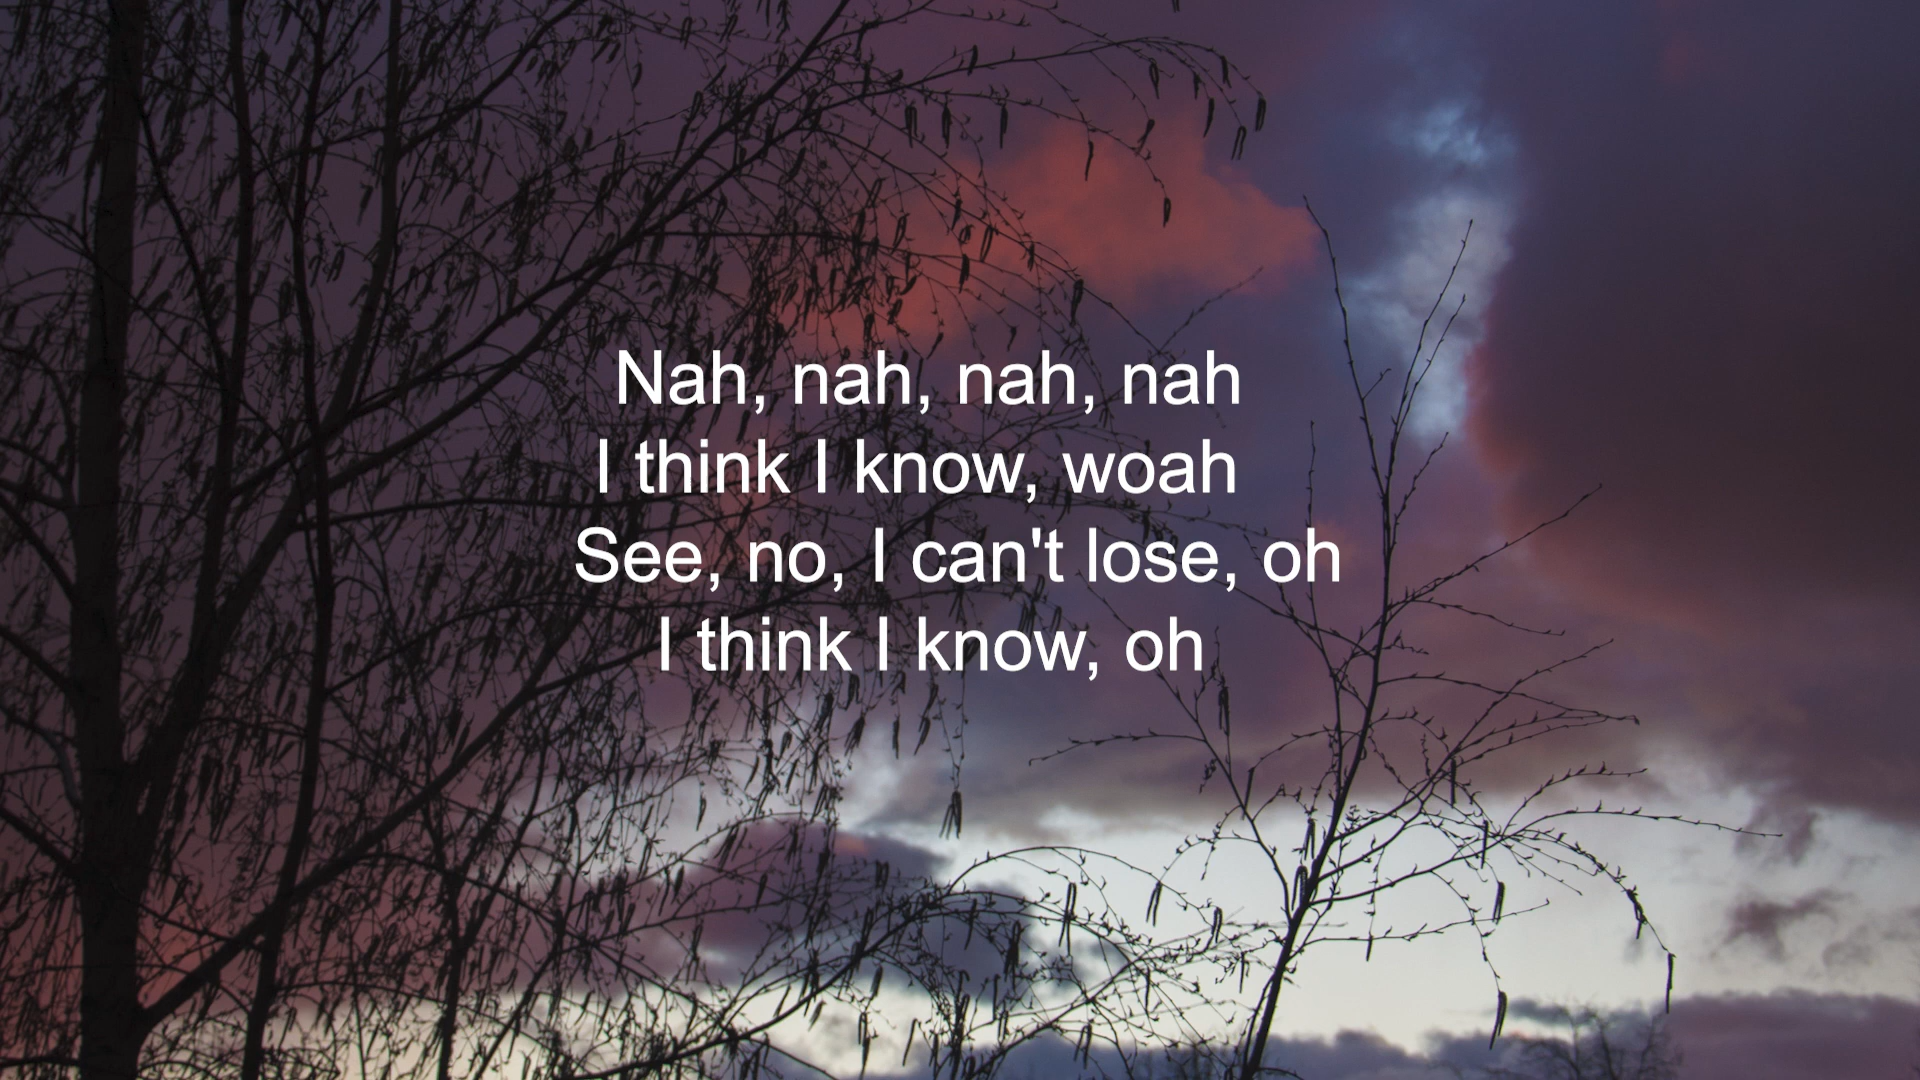 Nah, nah, nah, nah
I think I know, woah
See, no, I can't lose, oh
I think I know, oh